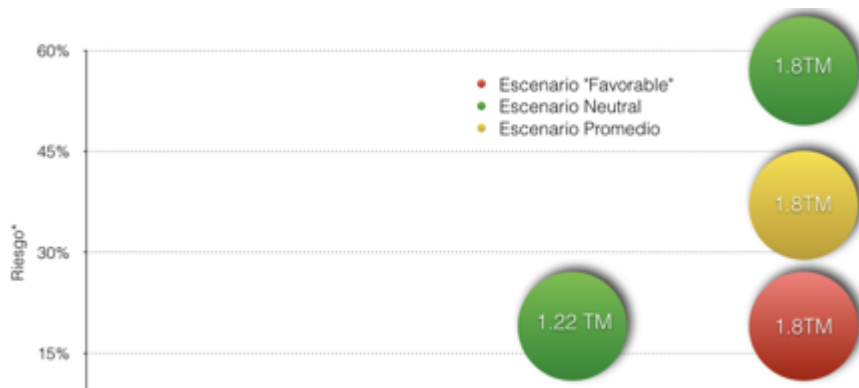 60%
1.8TM
Escenario "Favorable"
Escenario Neutral
Escenario Promedio
45%
1.8TM
30%
Riesgo*
1.22 TM
1.8TM
15%